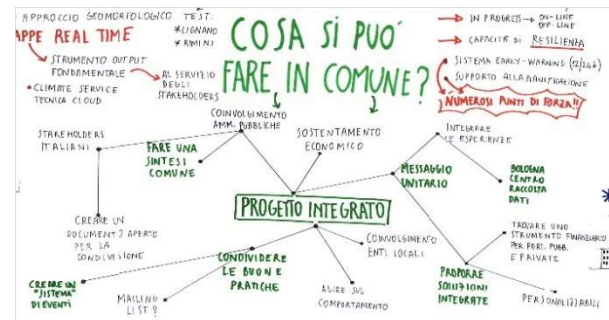 APPROCCIO GEOMORFOLOGICO
TEST:
*LIGNANO
*RIMINI
APPE REAL TIME
STRUMENTO OUTPUT
FONDAMENTALE
AL SERVIZIO
DEGLI
STAKEHOLDERS
• CLIMATE SERVICE
TECNICA CLOUD
COSA SI PUÒ
FARE IN COMUNE?
IN PROGRESS
ON-LINE
OFF-LINE
CAPACITÀ DI RESILIENZA
SISTEMA EARLY-WARNING
SUPPORTO ALLA PIANIFICAZIONE
NUMEROSI PUNTI DI FORZA!!
STAKEHOLDERS
ITALIANI
COINVOLGIMENTO
AMM. PUBBLICHE
FARE UNA
SINTESI
COMUNE
SOSTENTAMENTO
ECONOMICO
INTEGRARE
LE ESPERIENZE
MESSAGGIO
UNITARIO
BOLOGNA
CENTRO
RACCOLTA
DATI
PROGETTO INTEGRATO
CREARE UN
DOCUMENTO APERTO
PER LA
CONDIVISIONE
CONDIVIDERE
LE BUONE
PRATICHE
COINVOLGIMENTO
ENTI LOCALI
TROVARE UNO
STRUMENTO FINANZIARIO
PER PORT. PUBB.
E PRIVATE
CREARE UN
"SISTEMA"
DI EVENTI
MAILING
LIST?
AGIRE SUL
COMPORTAMENTO
PROPORRE
SOLUZIONI
INTEGRATE
PERSONALIZZABILI